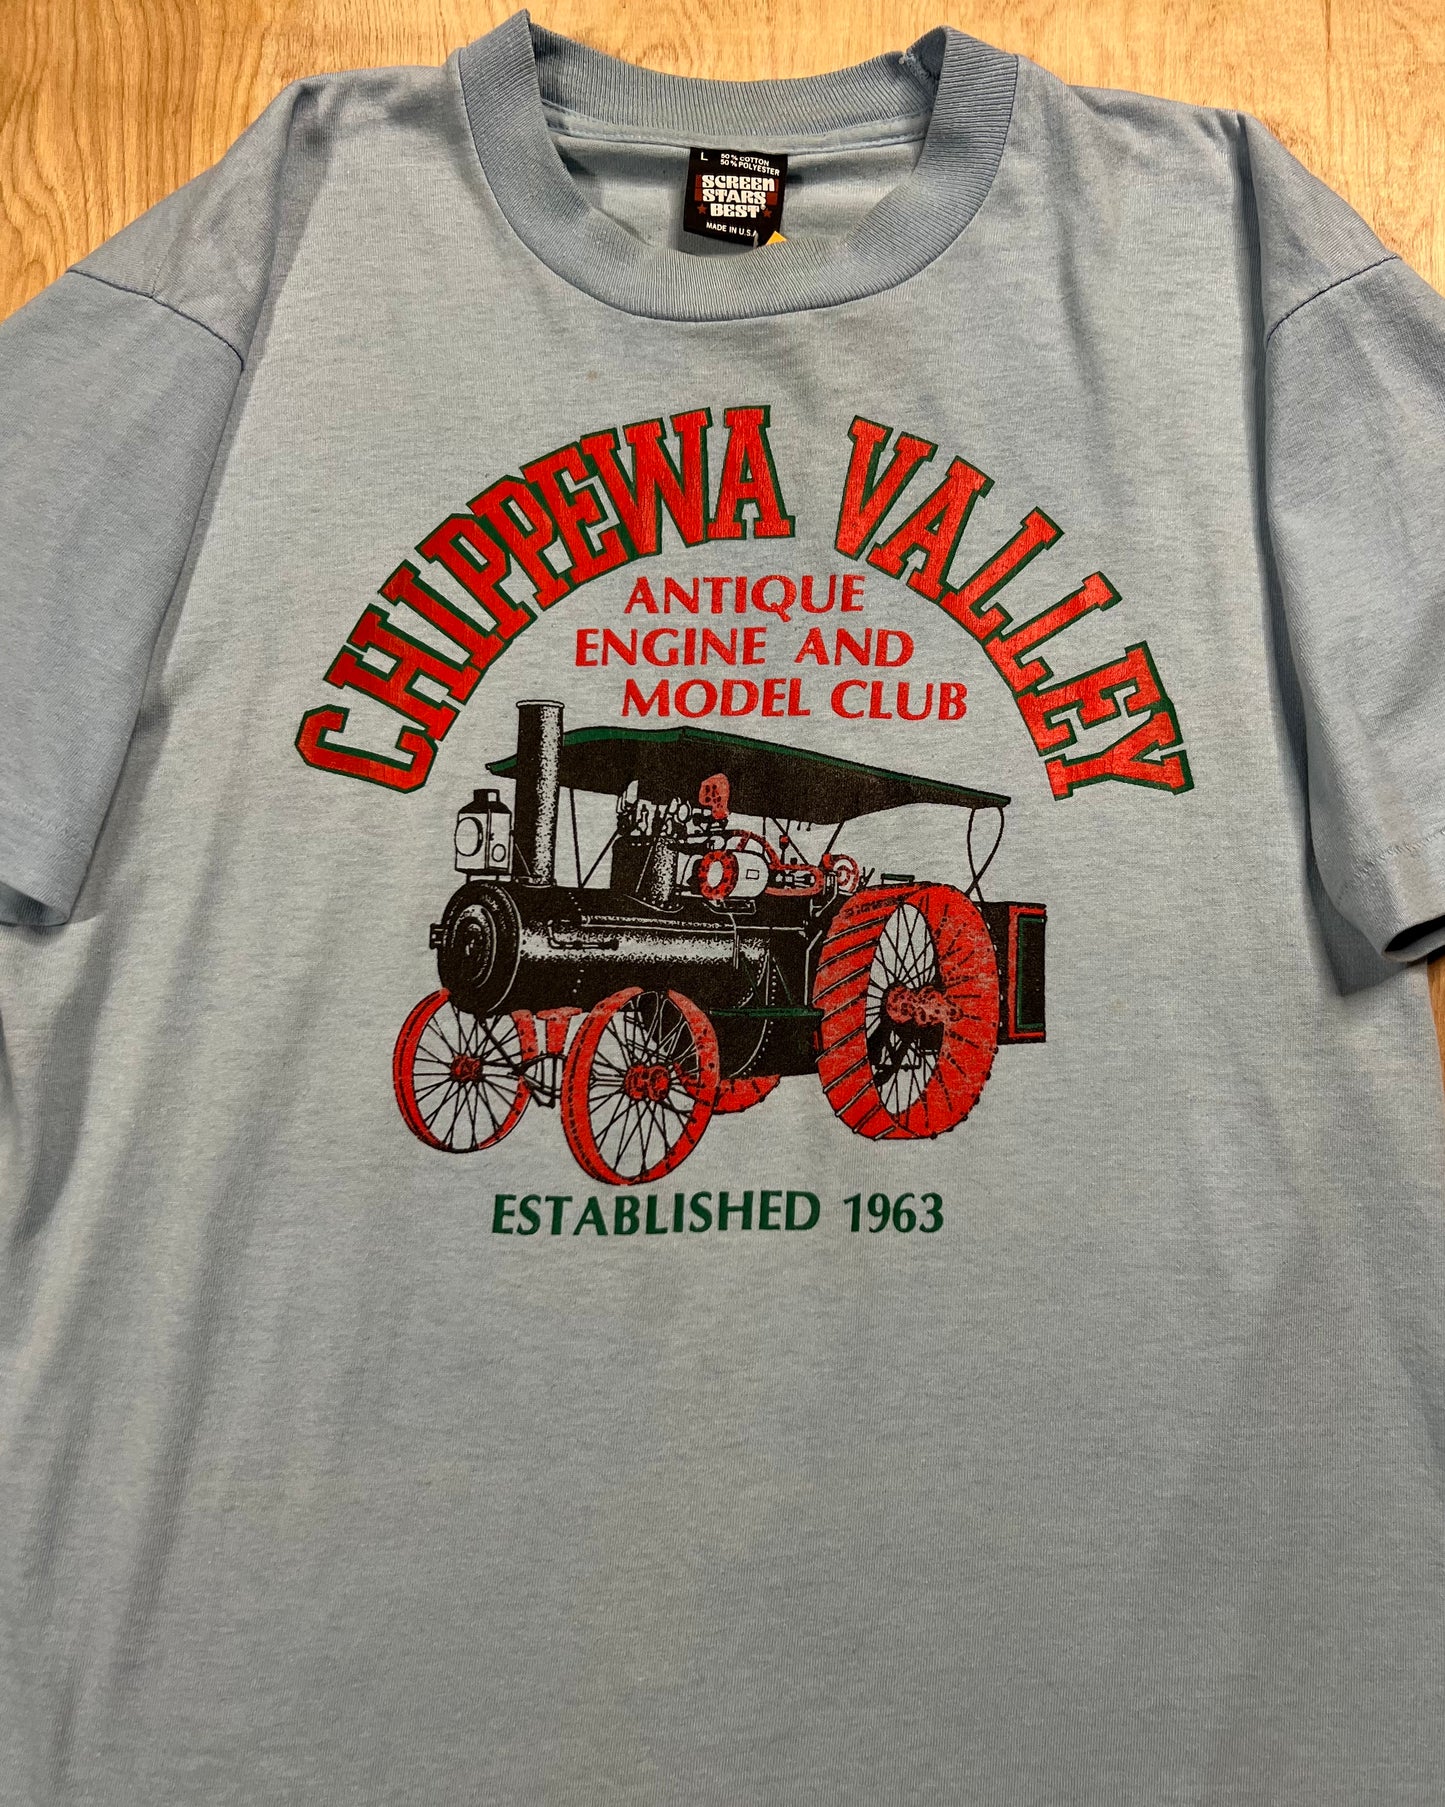 L 50% COTTON
50% POLYESTER
SCREEN
STARS
BEST
MADE IN U.S.A
CHIPPEWA VALLEY
ANTIQUE
ENGINE AND
MODEL CLUB
ESTABLISHED 1963